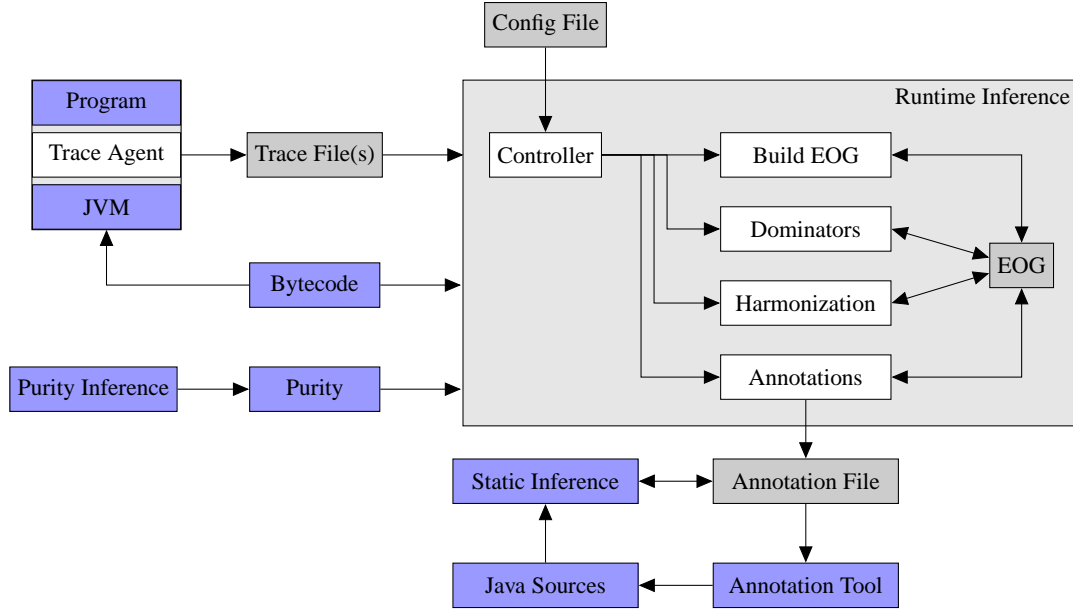 Config File
Runtime Inference
Program
Trace Agent
JVM
Trace File(s)
Controller
Build EOG
Dominators
EOG
Bytecode
Harmonization
Purity Inference
Purity
Annotations
Static Inference
Annotation File
Java Sources
Annotation Tool